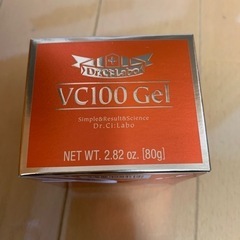 Dr.Ci:Labo
VC100 Gel
Simple&Result&Science
Dr.Ci:Labo
NET WT. 2.82 oz. [80g]